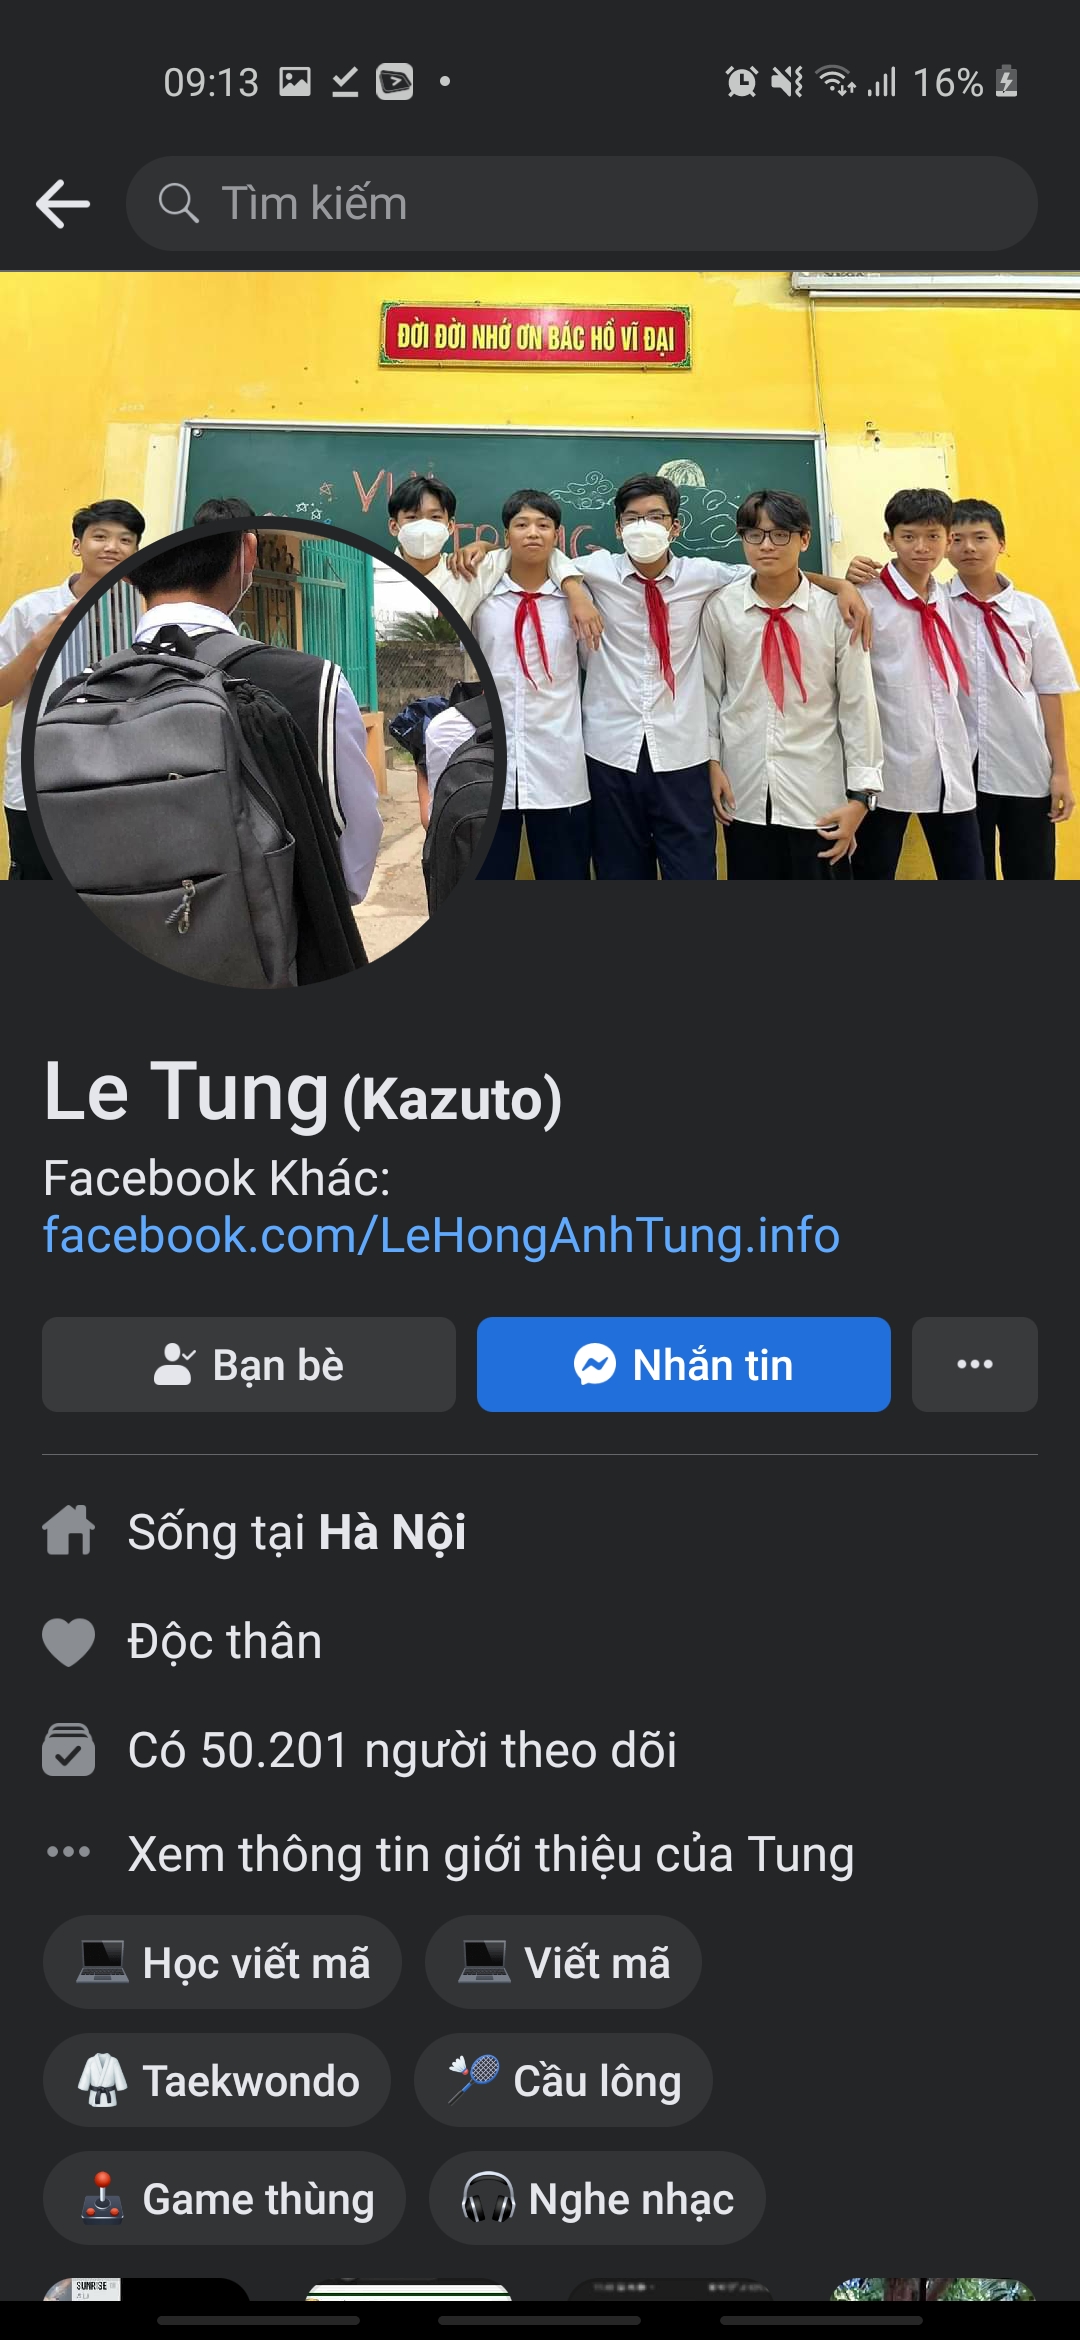 09:13
16%
Tìm kiếm
ĐỜI ĐỜI NHỚ ƠN BÁC HỒ VĨ ĐẠI
Le Tung (Kazuto)
Facebook Khác:
facebook.com/LeHongAnhTung.info
Bạn bè
Nhắn tin
Sống tại Hà Nội
Độc thân
Có 50.201 người theo dõi
Xem thông tin giới thiệu của Tung
Học viết mã
Viết mã
Taekwondo
Cầu lông
Game thùng
Nghe nhạc
SUNRISE